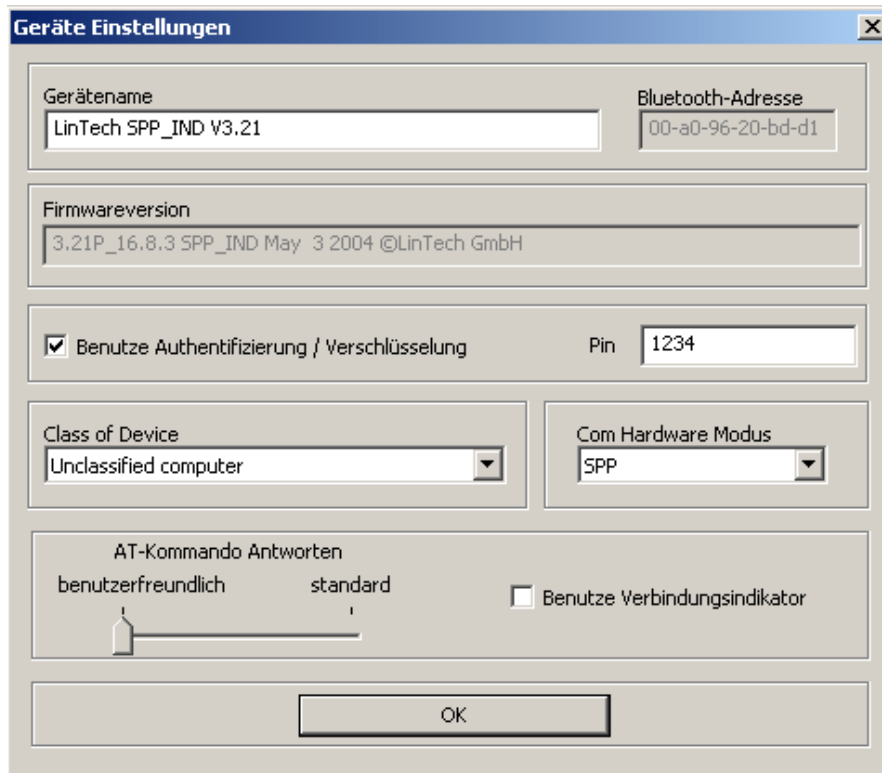 Geräte Einstellungen
Gerätename
Bluetooth-Adresse
LinTech SPP_IND V3.21
00-a0-96-20-bd-d1
Firmwareversion
3.21P_16.8.3 SPP_IND May  3 2004 ©LinTech GmbH
Benutze Authentifizierung / Verschlüsselung
Pin
1234
Class of Device
Unclassified computer
Com Hardware Modus
SPP
AT-Kommando Antworten
benutzerfreundlich
standard
Benutze Verbindungsindikator
OK